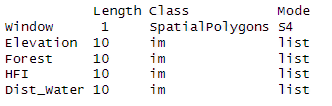 Length Class Mode
Window 1 SpatialPolygons S4
Elevation 10 im list
Forest 10 im list
HFI 10 im list
Dist_Water 10 im list